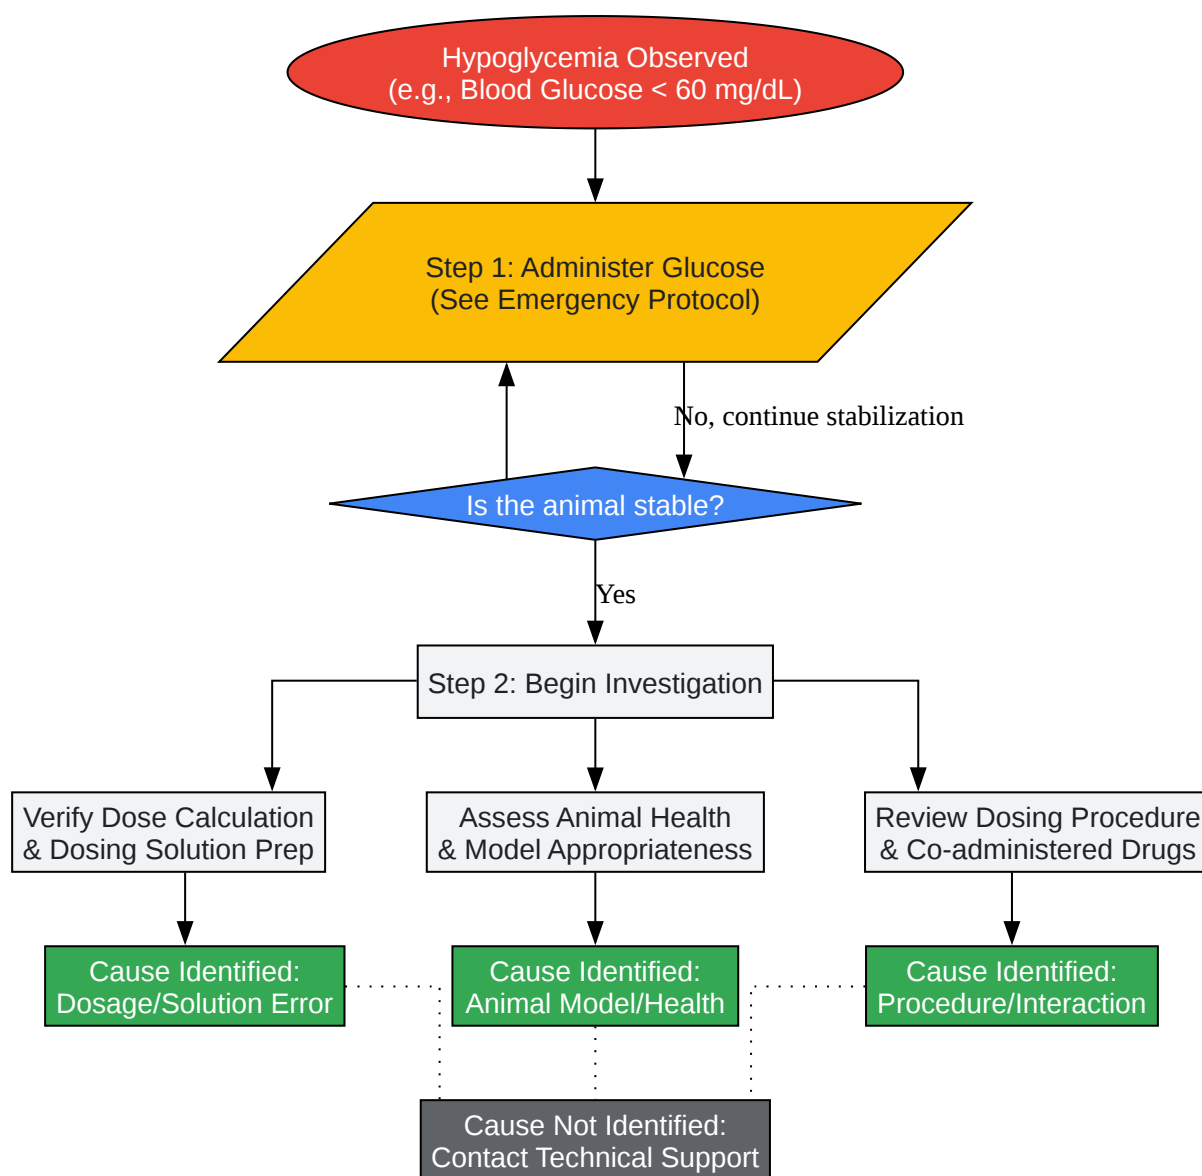 Hypoglycemia Observed
(e.g., Blood Glucose < 60 mg/dL)
Step 1: Administer Glucose
(See Emergency Protocol)
No, continue stabilization
Is the animal stable?
Yes
Step 2: Begin Investigation
Verify Dose Calculation
& Dosing Solution Prep
Assess Animal Health
& Model Appropriateness
Review Dosing Procedure
& Co-administered Drugs
Cause Identified:
Dosage/Solution Error
Cause Identified:
Animal Model/Health
Cause Identified:
Procedure/Interaction
Cause Not Identified:
Contact Technical Support